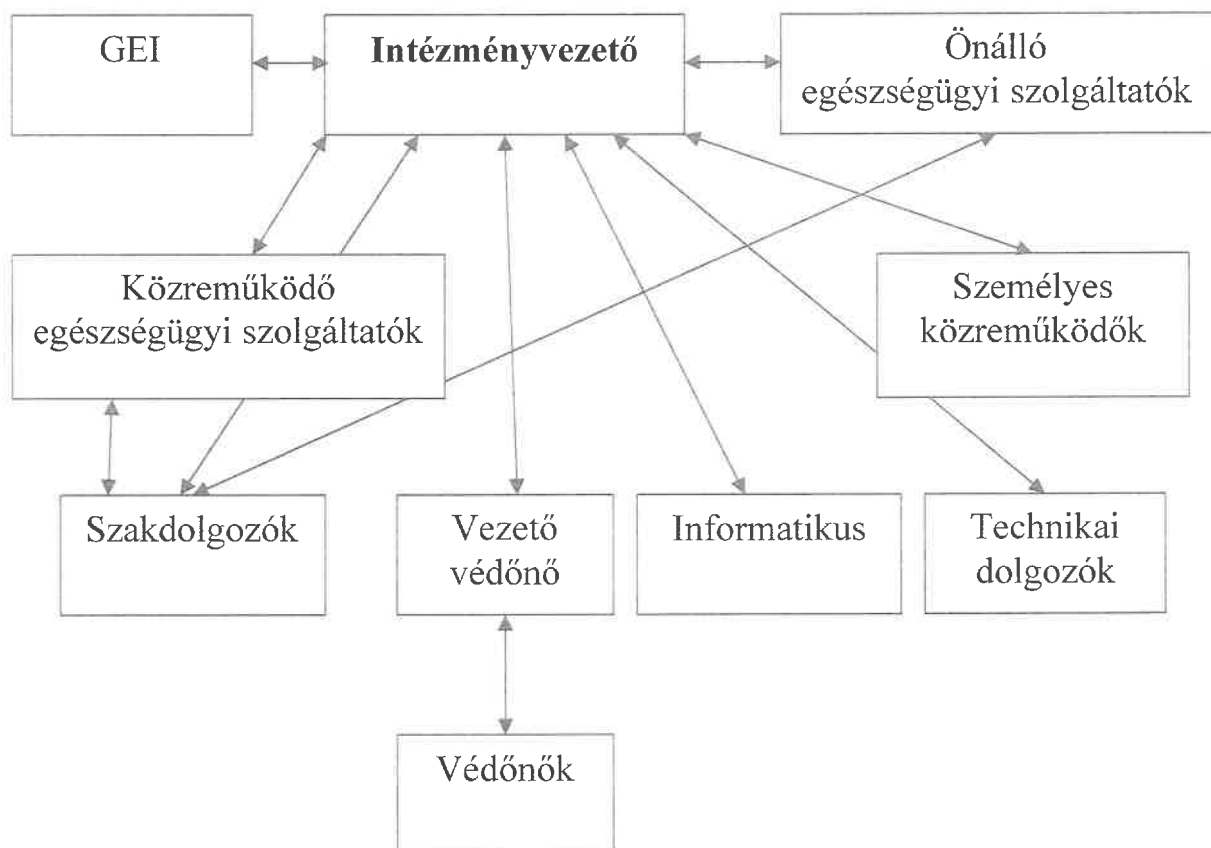 GEI
Intézményvezető
Önálló
egészségügyi szolgáltatók
Közreműködő
egészségügyi szolgáltatók
Személyes
közreműködők
Szakdolgozók
Vezető
védőnő
Informatikus
Technikai
dolgozók
Védőnők